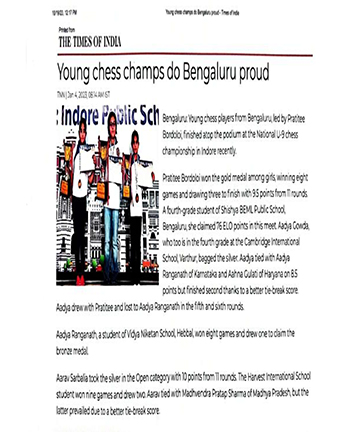 10/16/23, 12:17 PM Young chess champs do Bengaluru proud - Times of India
Printed from
THE TIMES OF INDIA
Young chess champs do Bengaluru proud
TNN | Jan 4, 2023, 08.14 AM IST
: Indore Public Sch
Bengaluru: Young chess players from Bengaluru, led by Pratitee
Bordoloi, finished atop the podium at the National U-9 chess
championship in Indore recently.
Pratitee Bordoloi won the gold medal among girls, winning eight
games and drawing three to finish with 9.5 points from 11 rounds.
A fourth-grade student of Shishya BEML Public School,
Bengaluru, she claimed 76 ELO points in this meet. Aadya Gowda,
who too is in the fourth grade at the Cambridge International
School, Varthur, bagged the silver. Aadya tied with Aadya
Ranganath of Karnataka and Aahna Gulati of Haryana on 8.5
points but finished second thanks to a better tie-break score.
Aadya drew with Pratitee and lost to Aadya Ranganath in the fifth and sixth rounds.
Aadya Ranganath, a student of Vidya Niketan School, Hebbal, won eight games and drew one to claim the
bronze medal.
Aarav Sarbalia took the silver in the Open category with 10 points from 11 rounds. The Harvest International School
student won nine games and drew two. Aarav tied with Madhvendra Pratap Sharma of Madhya Pradesh, but the
latter prevailed due to a better tie-break score.